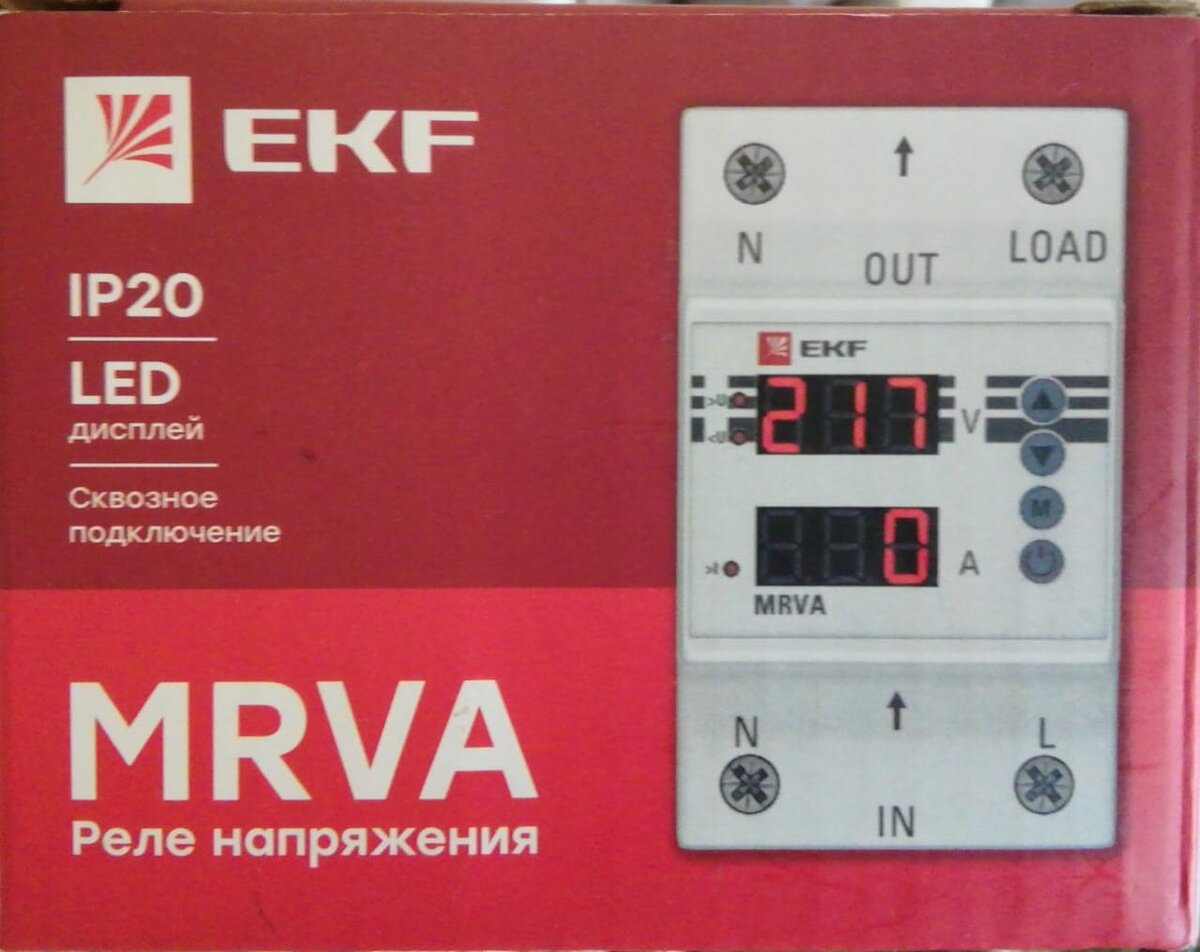 EKF
IP20
LED
дисплей
Сквозное
подключение
MRVA
Реле напряжения
N OUT LOAD
EKF
>U
<U
217 V
>I
0 A
M
MRVA
N L
IN